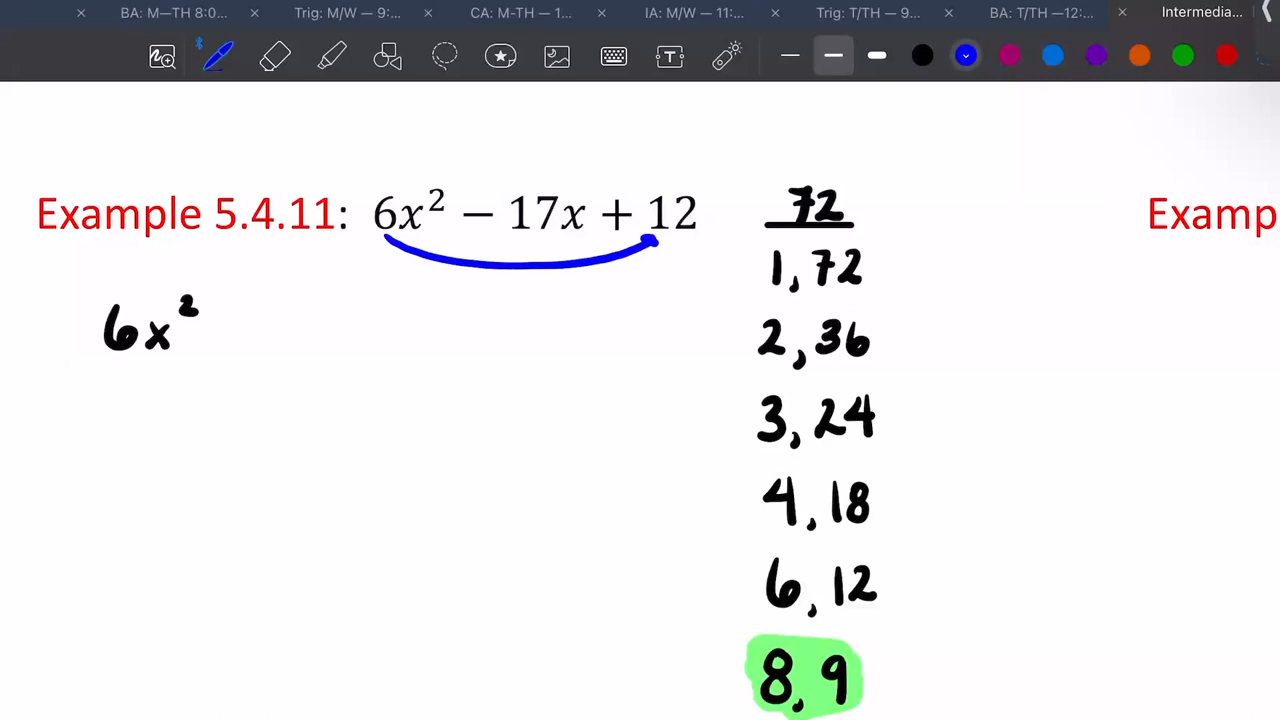 BA: M—TH 8:0... Trig: M/W — 9:... CA: M-TH — 1... IA: M/W — 11:... Trig: T/TH — 9... BA: T/TH —12:... Intermedia...
T
Example 5.4.11: 6x² − 17x + 12
Examp
6x²
72
1, 72
2, 36
3, 24
4, 18
6, 12
8, 9